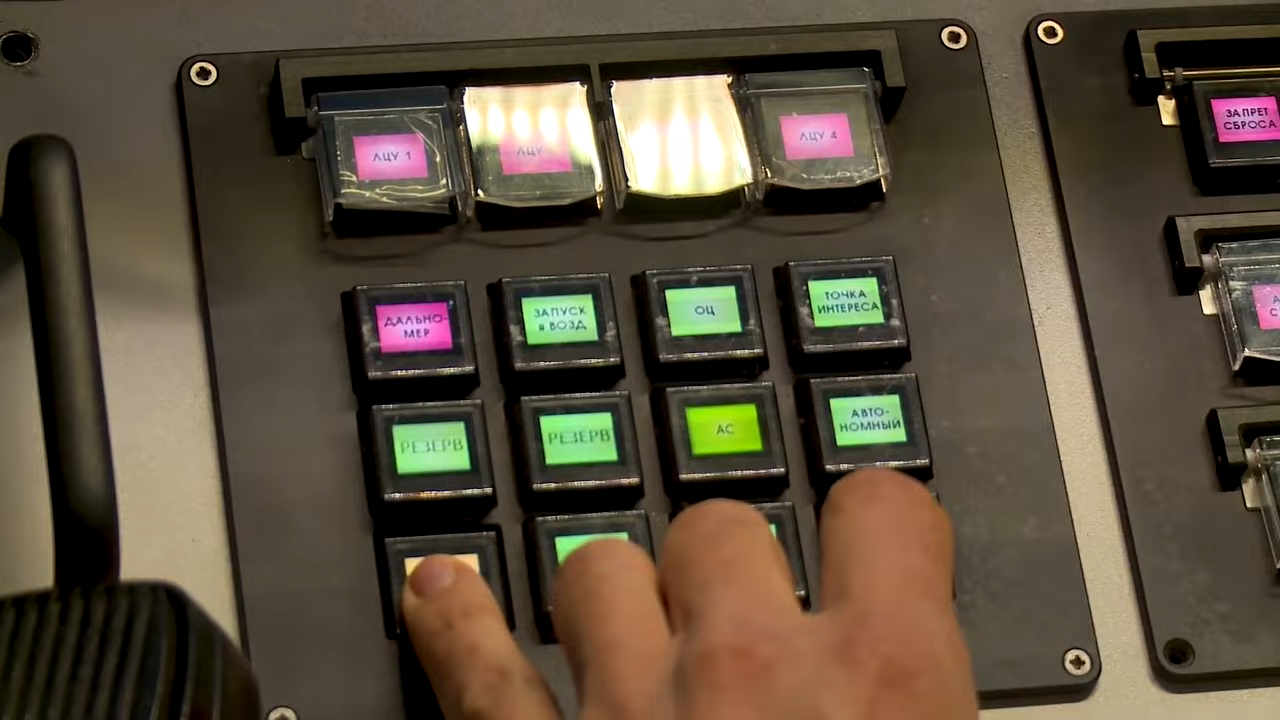 ЛЦУ 1
ЛЦУ
ЛЦУ 4
ДАЛЬНО-
МЕР
ЗАПУСК
в ВОЗД.
ОЦ
ТОЧКА
ИНТЕРЕСА
РЕЗЕРВ
РЕЗЕРВ
АС
АВТО-
НОМНЫЙ
ЗАПРЕТ
СБРОСА